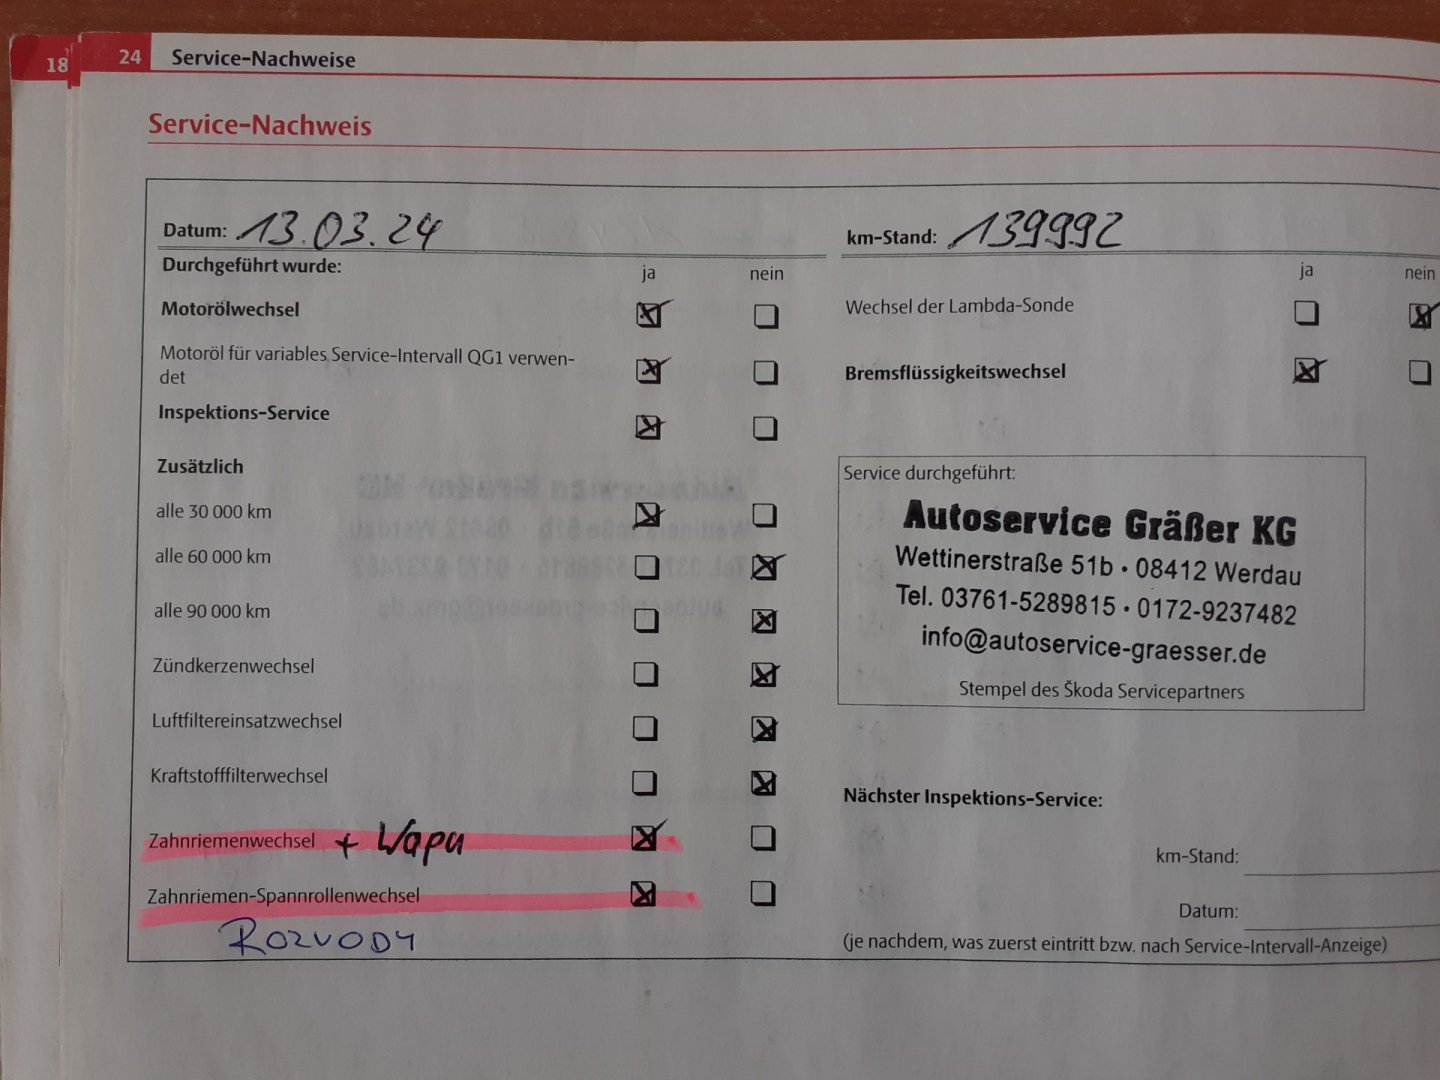 18
24 Service-Nachweise
Service-Nachweis
Datum: 13.03.24
km-Stand: 139992
Durchgeführt wurde:
ja nein
ja nein
Motorölwechsel
Wechsel der Lambda-Sonde
Motoröl für variables Service-Intervall QG1 verwen-
det
Bremsflüssigkeitswechsel
Inspektions-Service
Zusätzlich
alle 30 000 km
alle 60 000 km
alle 90 000 km
Zündkerzenwechsel
Luftfiltereinsatzwechsel
Kraftstofffilterwechsel
Zahnriemenwechsel + Wapu
Zahnriemen-Spannrollenwechsel
ROZVODY
Service durchgeführt:
Autoservice Gräßer KG
Wettinerstraße 51b • 08412 Werdau
Tel. 03761-5289815 • 0172-9237482
info@autoservice-graesser.de
Stempel des Škoda Servicepartners
Nächster Inspektions-Service:
km-Stand:
Datum:
(je nachdem, was zuerst eintritt bzw. nach Service-Intervall-Anzeige)